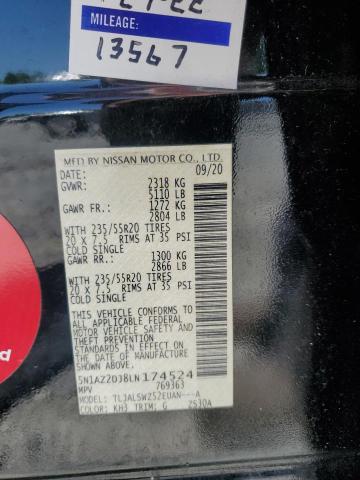 MILEAGE:
13567
MFD BY NISSAN MOTOR CO., LTD.
DATE: 09/20
GVWR: 2318 KG
5110 LB
GAWR FR: 1272 KG
2804 LB
WITH 235/55R20 TIRES
20 X 7.5 RIMS AT 35 PSI
COLD SINGLE
GAWR RR: 1300 KG
2866 LB
WITH 235/55R20 TIRES
20 X 7.5 RIMS AT 35 PSI
COLD SINGLE
THIS VEHICLE CONFORMS TO
ALL APPLICABLE U.S. FEDERAL
MOTOR VEHICLE SAFETY AND
THEFT PREVENTION
STANDARDS IN EFFECT ON THE
DATE OF MANUFACTURE
SHOWN ABOVE
5N1AZ2DJ8LN174524
MPV 769363
TLJALSWZ52EUAN---A
COLOR: KH3 TRIM: G 2S30A
d